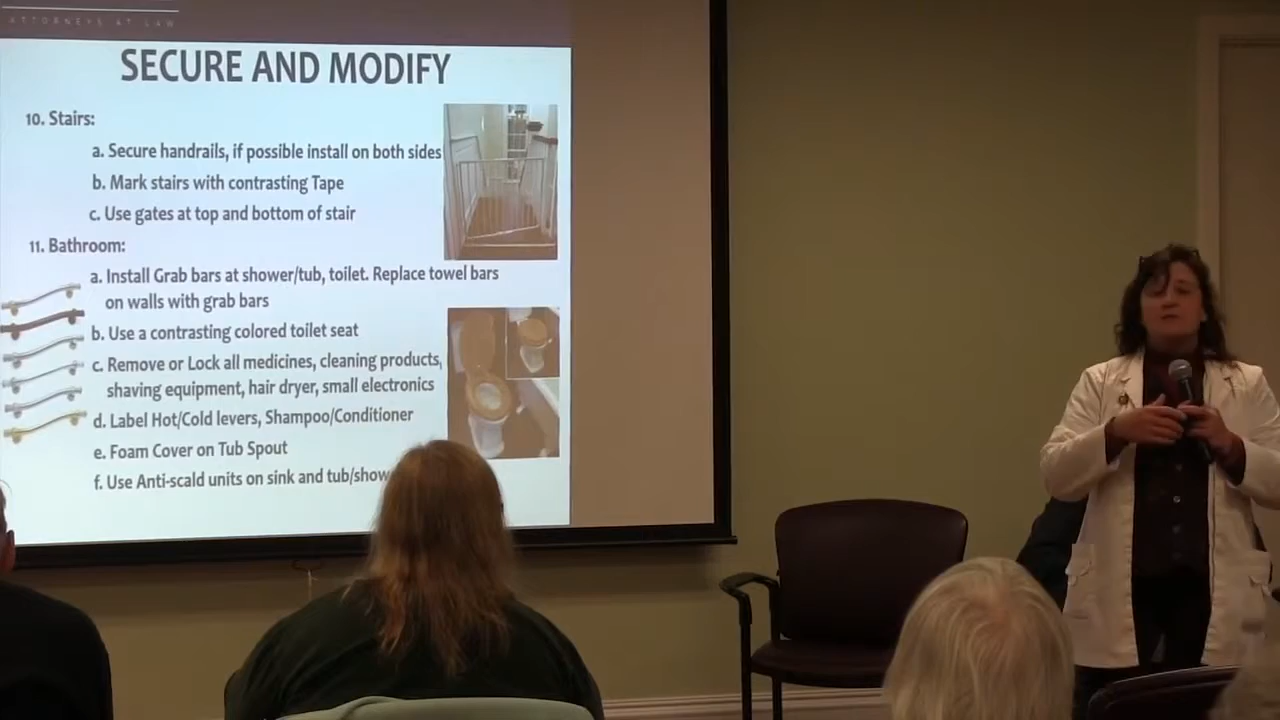 ATTORNEYS AT LAW
SECURE AND MODIFY
10. Stairs:
a. Secure handrails, if possible install on both sides
b. Mark stairs with contrasting Tape
c. Use gates at top and bottom of stair
11. Bathroom:
a. Install Grab bars at shower/tub, toilet. Replace towel bars
on walls with grab bars
b. Use a contrasting colored toilet seat
c. Remove or Lock all medicines, cleaning products,
shaving equipment, hair dryer, small electronics
d. Label Hot/Cold levers, Shampoo/Conditioner
e. Foam Cover on Tub Spout
f. Use Anti-scald units on sink and tub/show